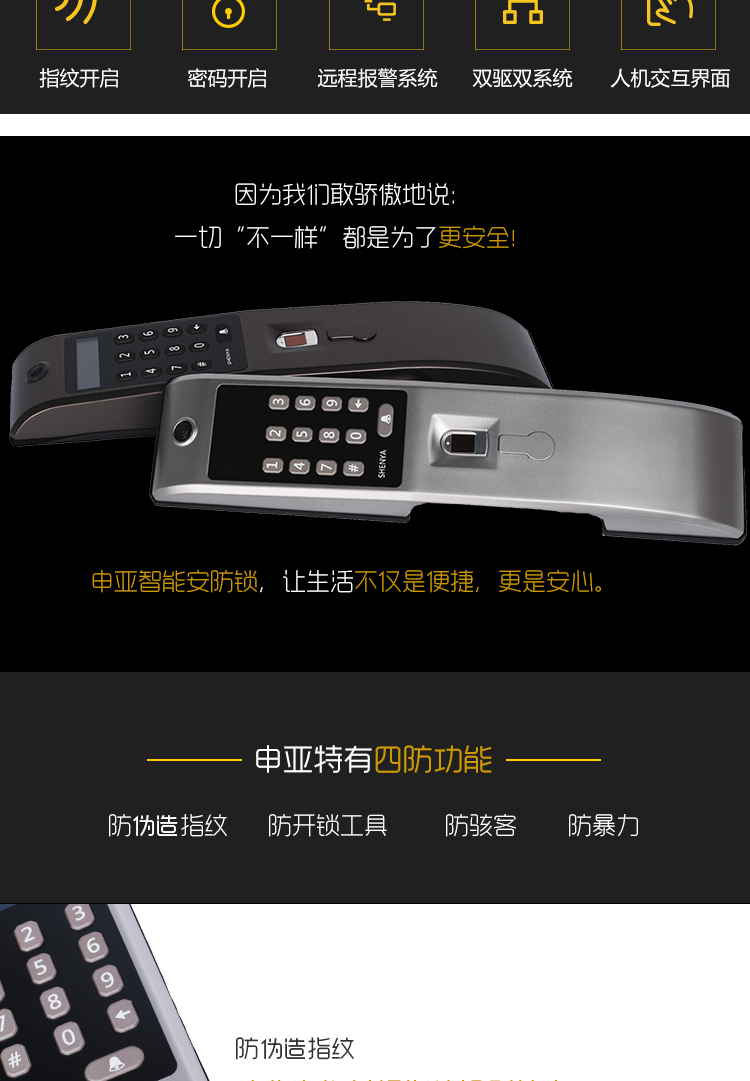 指纹开启 密码开启 远程报警系统 双驱双系统 人机交互界面
因为我们敢骄傲地说:
一切“不一样”都是为了更安全!
3 6 9
2 5 8 0
1 4 7 #
SHENYA
3 6 9
2 5 8 0
1 4 7 #
SHENYA
申亚智能安防锁,让生活不仅是便捷,更是安心。
申亚特有四防功能
防伪造指纹 防开锁工具 防骇客 防暴力
2 3
5 6
7 8 9
# 0
防伪造指纹